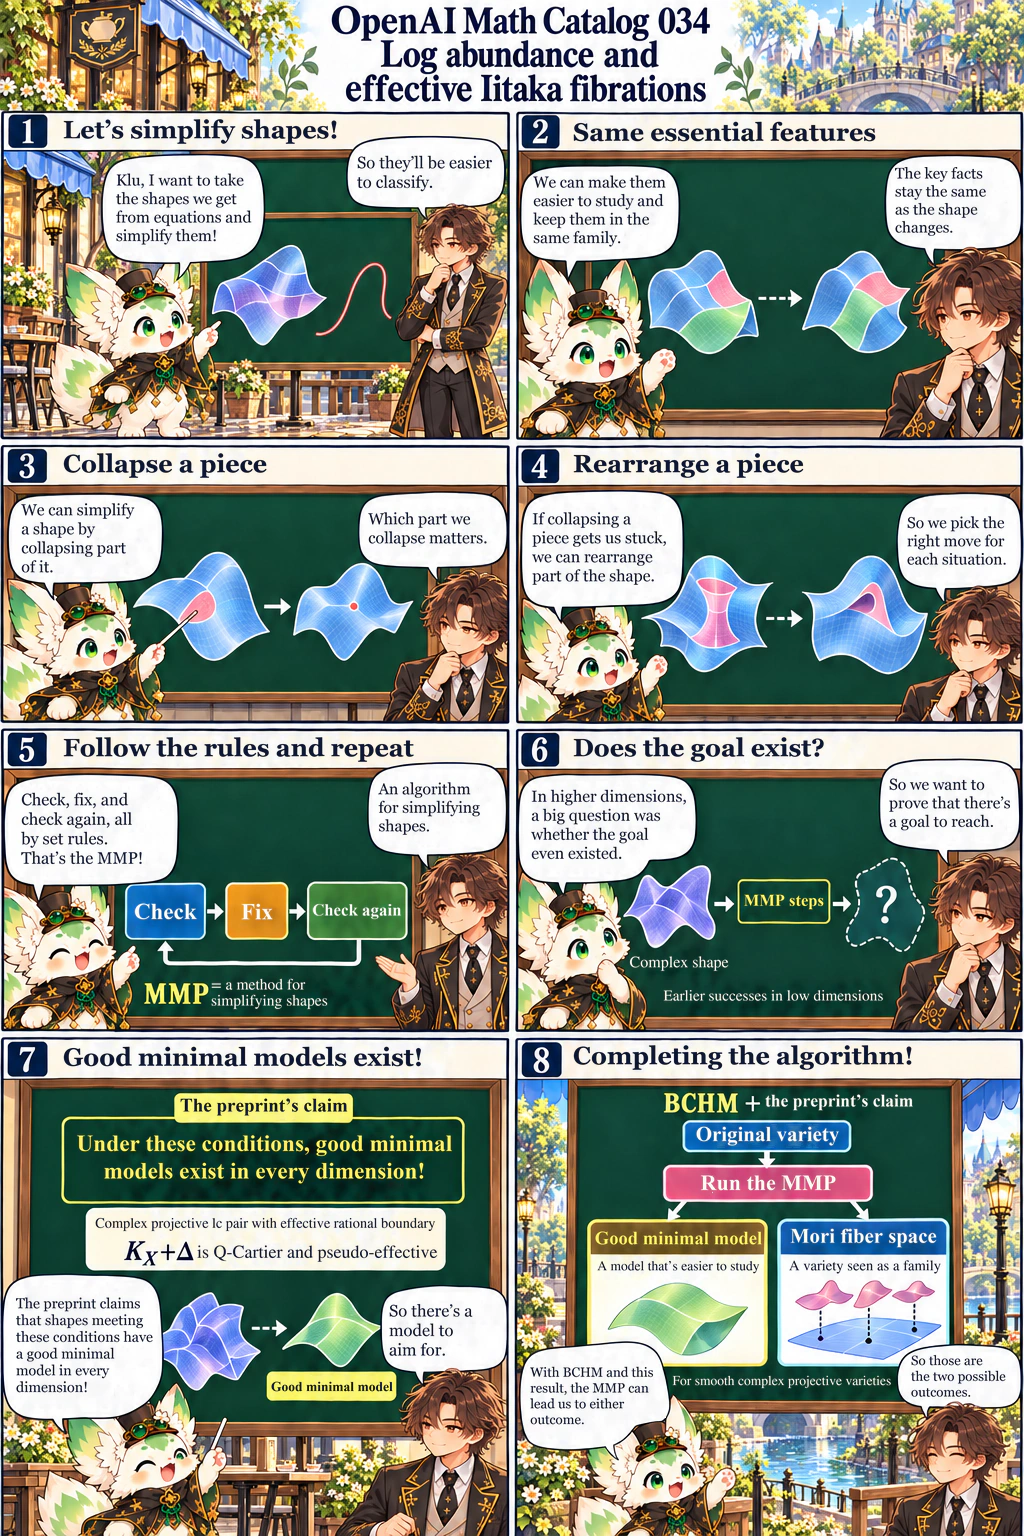 OpenAI Math Catalog 034
Log abundance and
effective Iitaka fibrations
1
Let's simplify shapes!
Klu, I want to take
the shapes we get
from equations and
simplify them!
So they'll be easier
to classify.
2
Same essential features
We can make them
easier to study and
keep them in the
same family.
The key facts
stay the same
as the shape
changes.
3
Collapse a piece
We can simplify
a shape by
collapsing part
of it.
Which part we
collapse matters.
4
Rearrange a piece
If collapsing a
piece gets us stuck,
we can rearrange
part of the shape.
So we pick the
right move for
each situation.
5
Follow the rules and repeat
Check, fix, and
check again, all
by set rules.
That's the MMP!
An algorithm
for simplifying
shapes.
Check
Fix
Check again
MMP = a method for
simplifying shapes
6
Does the goal exist?
In higher dimensions,
a big question was
whether the goal
even existed.
So we want to
prove that there's
a goal to reach.
MMP steps
?
Complex shape
Earlier successes in low dimensions
7
Good minimal models exist!
The preprint's claim
Under these conditions, good minimal
models exist in every dimension!
Complex projective lc pair with effective rational boundary
K_X+Δ is Q-Cartier and pseudo-effective
The preprint claims
that shapes meeting
these conditions have
a good minimal
model in every
dimension!
So there's a
model to
aim for.
Good minimal model
8
Completing the algorithm!
BCHM + the preprint's claim
Original variety
Run the MMP
Good minimal model
A model that's easier to study
Mori fiber space
A variety seen as a family
For smooth complex projective varieties
With BCHM and this
result, the MMP can
lead us to either
outcome.
So those are
the two possible
outcomes.